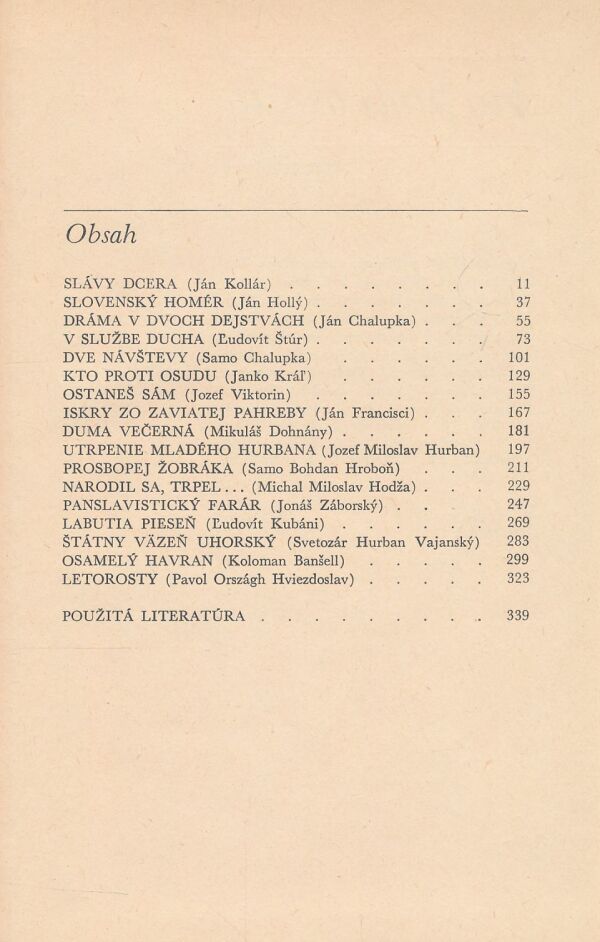 Obsah
SLÁVY DCERA (Ján Kollár) . . . . . . . . 11
SLOVENSKÝ HOMÉR (Ján Hollý) . . . . . . . 37
DRÁMA V DVOCH DEJSTVÁCH (Ján Chalupka) . . . 55
V SLUŽBE DUCHA (Ľudovít Štúr) . . . . . . . 73
DVE NÁVŠTEVY (Samo Chalupka) . . . . . . 101
KTO PROTI OSUDU (Janko Kráľ) . . . . . . 129
OSTANEŠ SÁM (Jozef Viktorin) . . . . . . . 155
ISKRY ZO ZAVIATEJ PAHREBY (Ján Francisci) . . . 167
DUMA VEČERNÁ (Mikuláš Dohnány) . . . . . . 181
UTRPENIE MLADÉHO HURBANA (Jozef Miloslav Hurban) 197
PROSBOPEJ ŽOBRÁKA (Samo Bohdan Hroboň) . . . 211
NARODIL SA, TRPEL... (Michal Miloslav Hodža) . . . 229
PANSLAVISTICKÝ FARÁR (Jonáš Záborský) . . . 247
LABUTIA PIESEŇ (Ľudovít Kubáni) . . . . . . 269
ŠTÁTNY VÄZEŇ UHORSKÝ (Svetozár Hurban Vajanský) 283
OSAMELÝ HAVRAN (Koloman Banšell) . . . . . 299
LETOROSTY (Pavol Országh Hviezdoslav) . . . . . 323
POUŽITÁ LITERATÚRA . . . . . . . . . 339